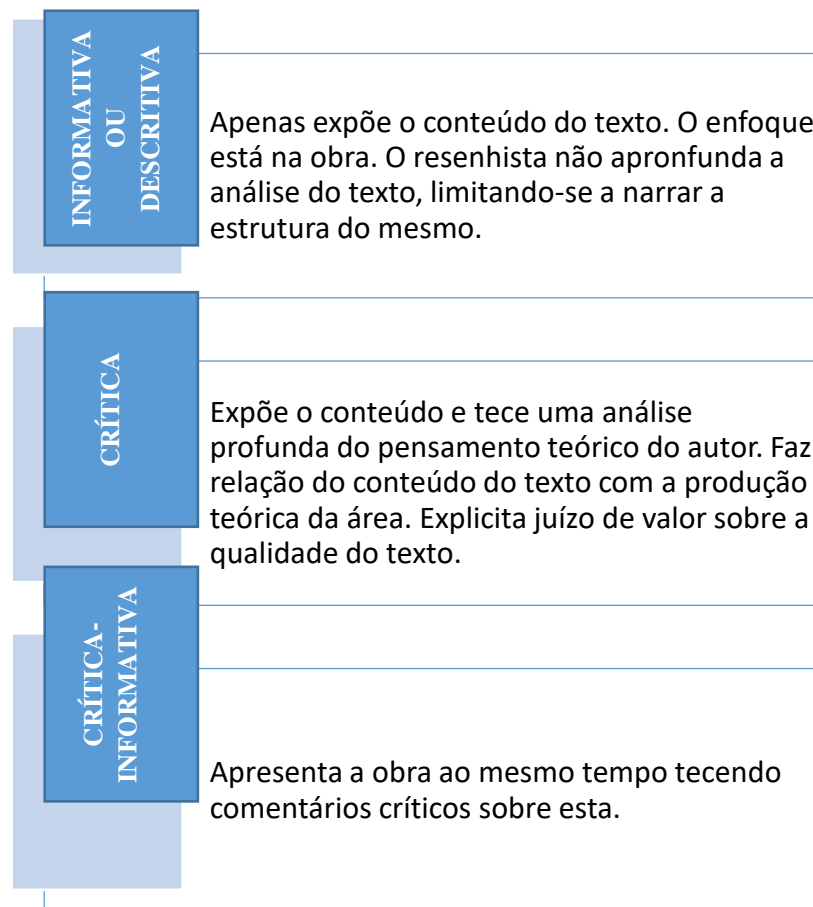 INFORMATIVA
OU
DESCRITIVA
Apenas expõe o conteúdo do texto. O enfoque
está na obra. O resenhista não apronfunda a
análise do texto, limitando-se a narrar a
estrutura do mesmo.
CRÍTICA
Expõe o conteúdo e tece uma análise
profunda do pensamento teórico do autor. Faz
relação do conteúdo do texto com a produção
teórica da área. Explicita juízo de valor sobre a
qualidade do texto.
CRÍTICA-
INFORMATIVA
Apresenta a obra ao mesmo tempo tecendo
comentários críticos sobre esta.